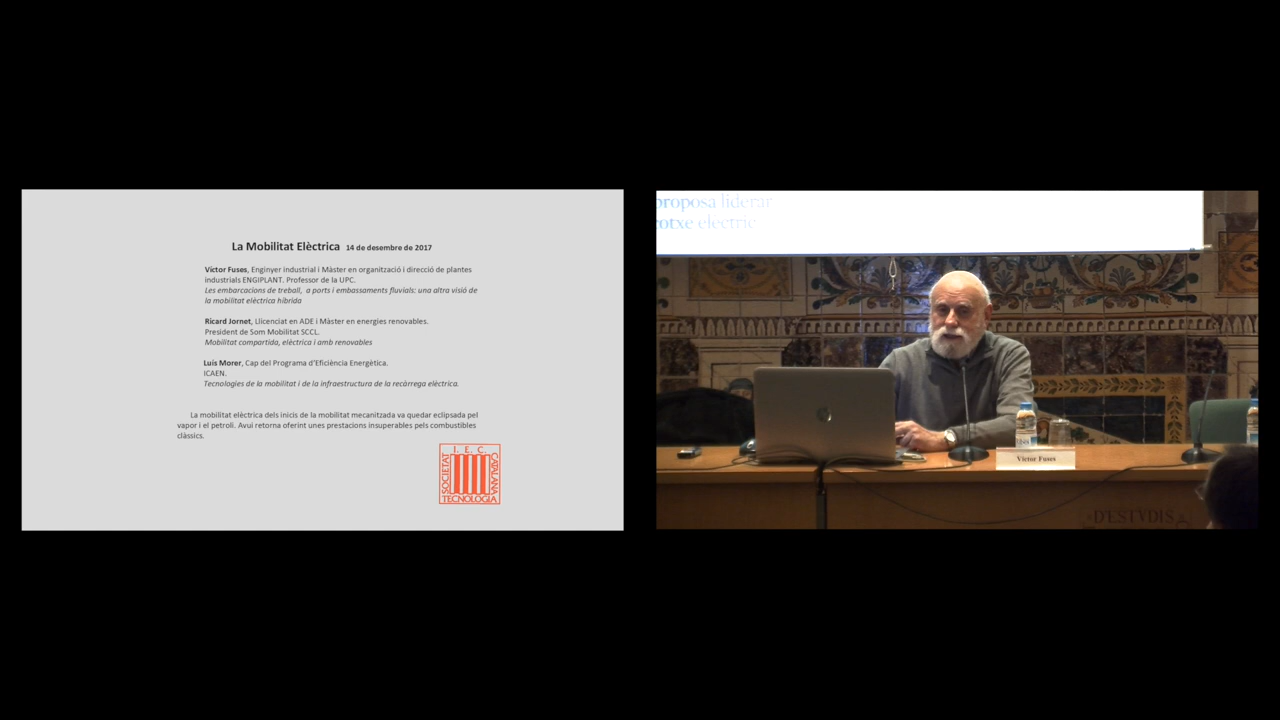 La Mobilitat Elèctrica 14 de desembre de 2017
Víctor Fuses, Enginyer industrial i Màster en organització i direcció de plantes
industrials ENGIPLANT. Professor de la UPC.
Les embarcacions de treball, a ports i embassaments fluvials: una altra visió de
la mobilitat elèctrica híbrida
Ricard Jornet, Llicenciat en ADE i Màster en energies renovables.
President de Som Mobilitat SCCL.
Mobilitat compartida, elèctrica i amb renovables
Luis Morer, Cap del Programa d'Eficiència Energètica.
ICAEN.
Tecnologies de la mobilitat i de la infraestructura de la recàrrega elèctrica.
La mobilitat elèctrica dels inicis de la mobilitat mecanitzada va quedar eclipsada pel
vapor i el petroli. Avui retorna oferint unes prestacions insuperables pels combustibles
clàssics.
I. E. C.
SOCIETAT
CATALANA
TECNOLOGIA
proposa liderar
cotxe elèctric
hp
Víctor Fuses
D'ESTVDIS